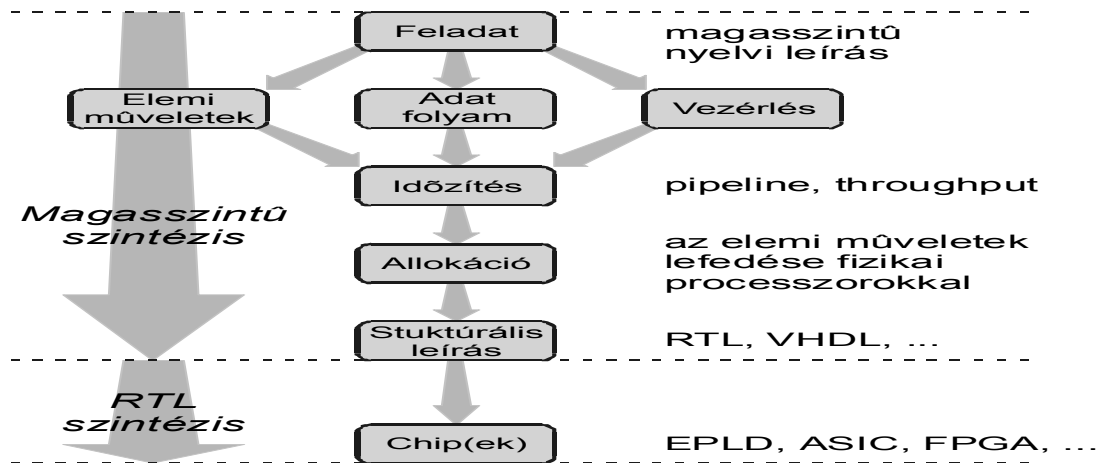 Feladat
magasszintû
nyelvi leírás
Elemi
mûveletek
Adat
folyam
Vezérlés
Idõzítés
pipeline, throughput
Magasszintû
szintézis
Allokáció
az elemi mûveletek
lefedése fizikai
processzorokkal
Stuktúrális
leírás
RTL, VHDL, ...
RTL
szintézis
Chip(ek)
EPLD, ASIC, FPGA, ...